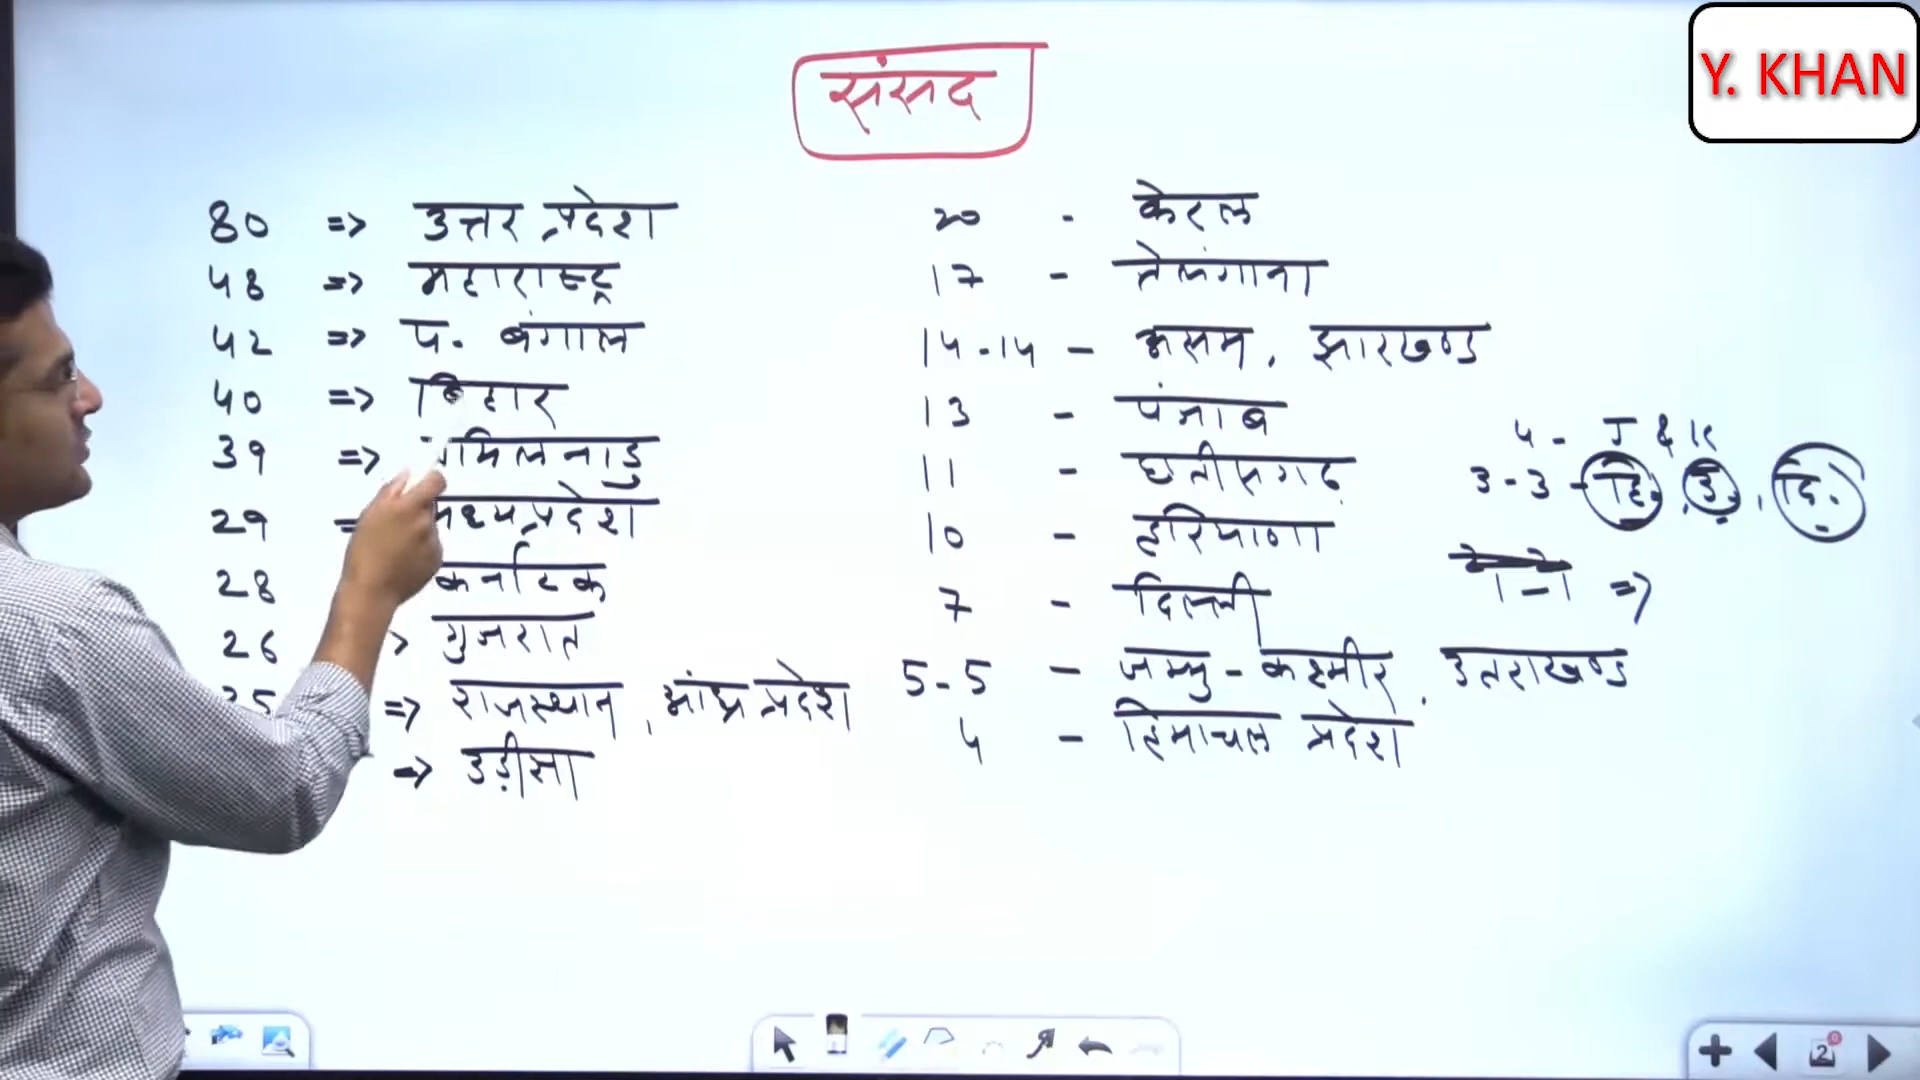 Y. KHAN
संसद
80 => उत्तर प्रदेश
48 => महाराष्ट्र
42 => प. बंगाल
40 => बिहार
39 => मिलनाडु
29 = मध्य प्रदेश
28 कर्नाटक
26 > गुजरात
25 => राजस्थान, आंध्र प्रदेश
=> उड़ीसा
20 - केरल
17 - तेलंगाना
14-14 - असम, झारखण्ड
13 - पंजाब
11 - छत्तीसगढ़
10 - हरियाणा
7 - दिल्ली
5-5 - जम्मु-कश्मीर, उत्तराखण्ड
4 - हिमाचल प्रदेश
4 - J & K
3-3 - हि., उ., दि.
1-1 =>
2